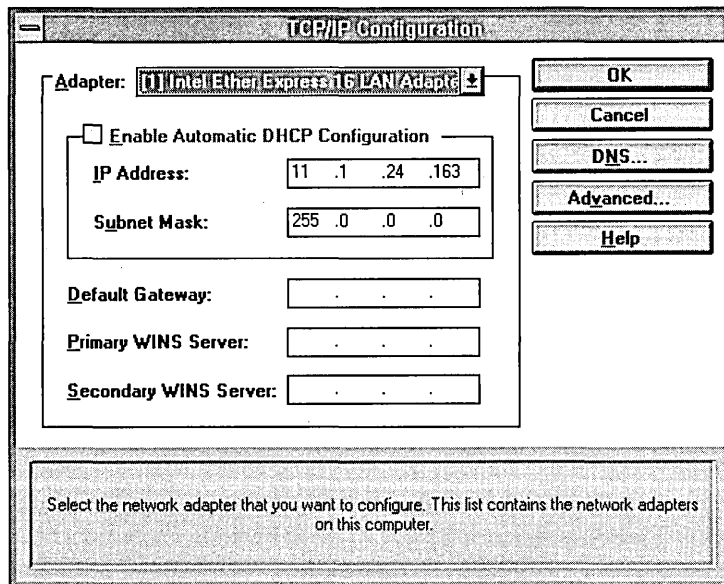 TCP/IP Configuration
Adapter: [1] Intel Ether Express 16 LAN Adapte
Enable Automatic DHCP Configuration
IP Address: 11 .1 .24 .163
Subnet Mask: 255 .0 .0 .0
Default Gateway: . . .
Primary WINS Server: . . .
Secondary WINS Server: . . .
OK
Cancel
DNS...
Advanced...
Help
Select the network adapter that you want to configure. This list contains the network adapters
on this computer.